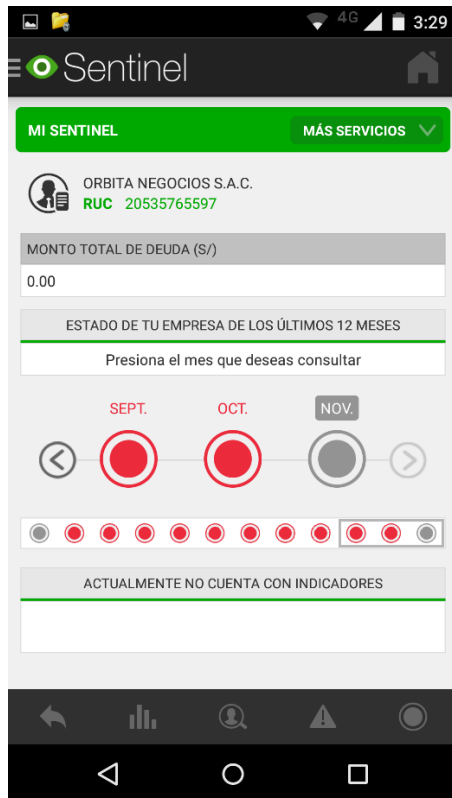 4G 3:29
Sentinel
MI SENTINEL MÁS SERVICIOS
ORBITA NEGOCIOS S.A.C.
RUC 20535765597
MONTO TOTAL DE DEUDA (S/)
0.00
ESTADO DE TU EMPRESA DE LOS ÚLTIMOS 12 MESES
Presiona el mes que deseas consultar
SEPT. OCT. NOV.
ACTUALMENTE NO CUENTA CON INDICADORES